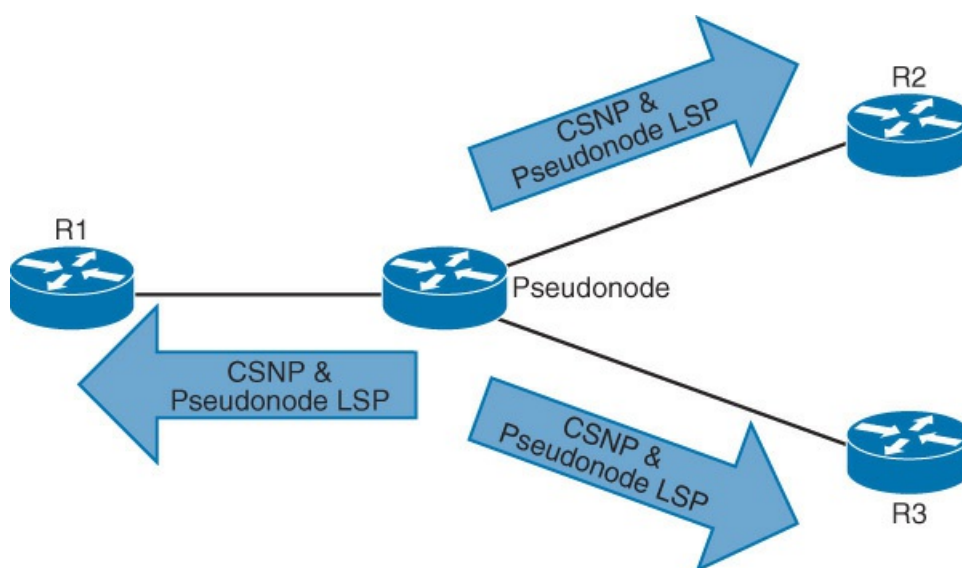 R2
CSNP &
Pseudonode LSP
R1
Pseudonode
CSNP &
Pseudonode LSP
CSNP &
Pseudonode LSP
R3